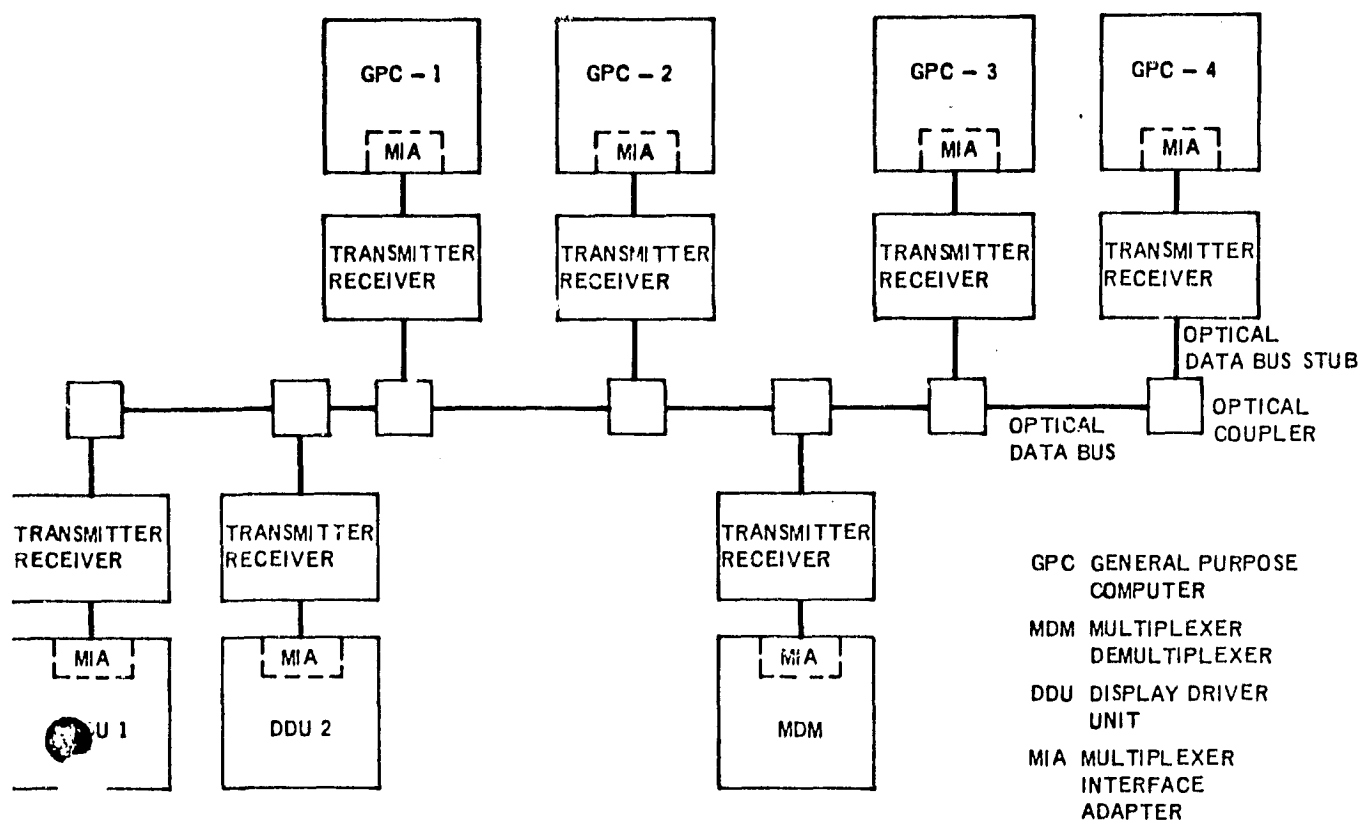 GPC – 1
GPC – 2
GPC – 3
GPC – 4
MIA
MIA
MIA
MIA
TRANSMITTER
RECEIVER
TRANSMITTER
RECEIVER
TRANSMITTER
RECEIVER
TRANSMITTER
RECEIVER
OPTICAL
DATA BUS STUB
OPTICAL
COUPLER
OPTICAL
DATA BUS
TRANSMITTER
RECEIVER
TRANSMITTER
RECEIVER
TRANSMITTER
RECEIVER
MIA
MIA
MIA
1
DDU 2
MDM
GPC GENERAL PURPOSE
COMPUTER
MDM MULTIPLEXER
DEMULTIPLEXER
DDU DISPLAY DRIVER
UNIT
MIA MULTIPLEXER
INTERFACE
ADAPTER